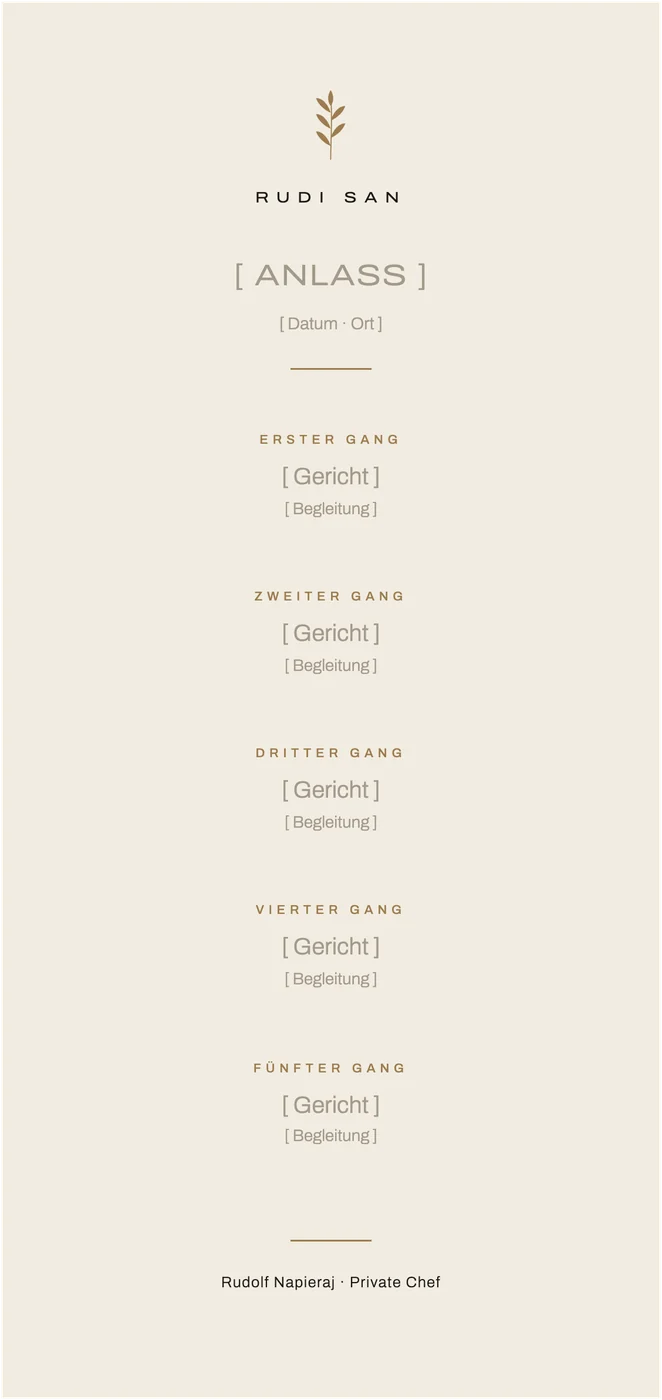 RUDI SAN
[ ANLASS ]
[ Datum · Ort ]
ERSTER GANG
[ Gericht ]
[ Begleitung ]
ZWEITER GANG
[ Gericht ]
[ Begleitung ]
DRITTER GANG
[ Gericht ]
[ Begleitung ]
VIERTER GANG
[ Gericht ]
[ Begleitung ]
FÜNFTER GANG
[ Gericht ]
[ Begleitung ]
Rudolf Napieraj · Private Chef